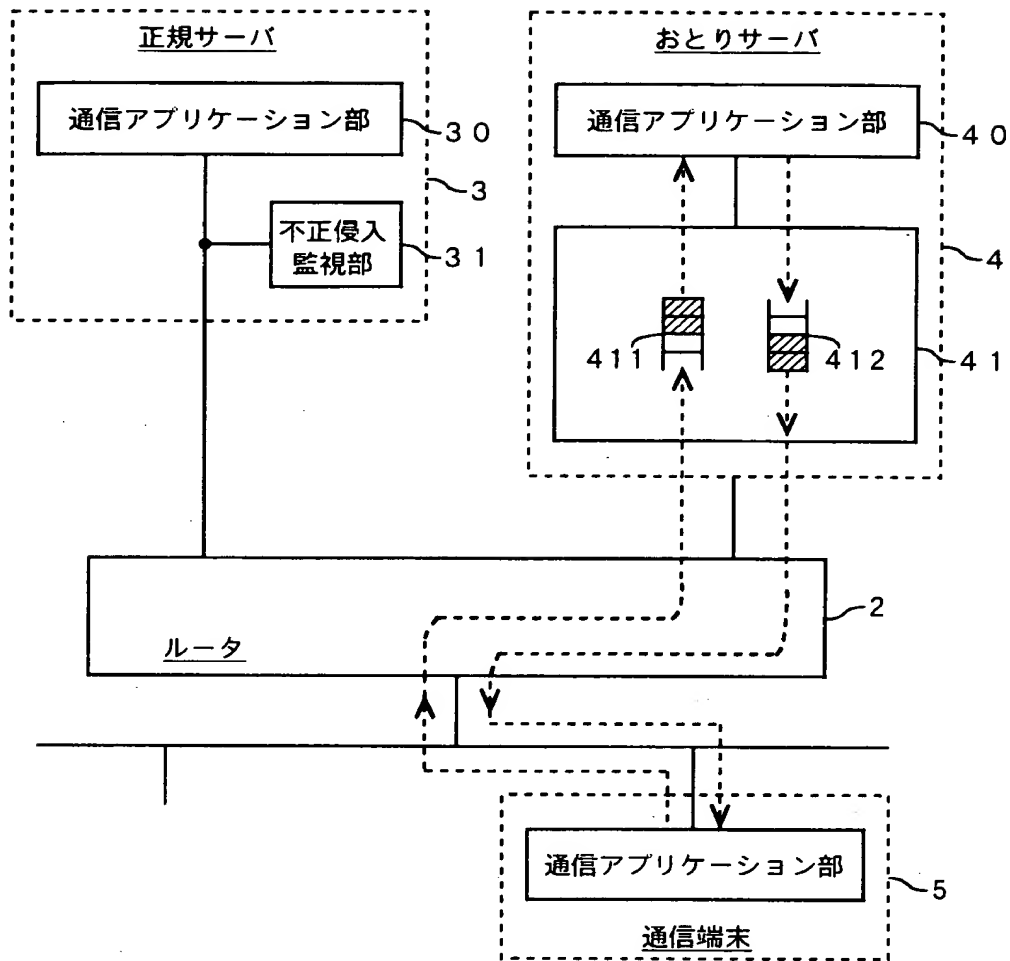 正規サーバ
通信アプリケーション部
30
3
不正侵入
監視部
31
おとりサーバ
通信アプリケーション部
40
4
411
412
41
ルータ
2
通信アプリケーション部
5
通信端末